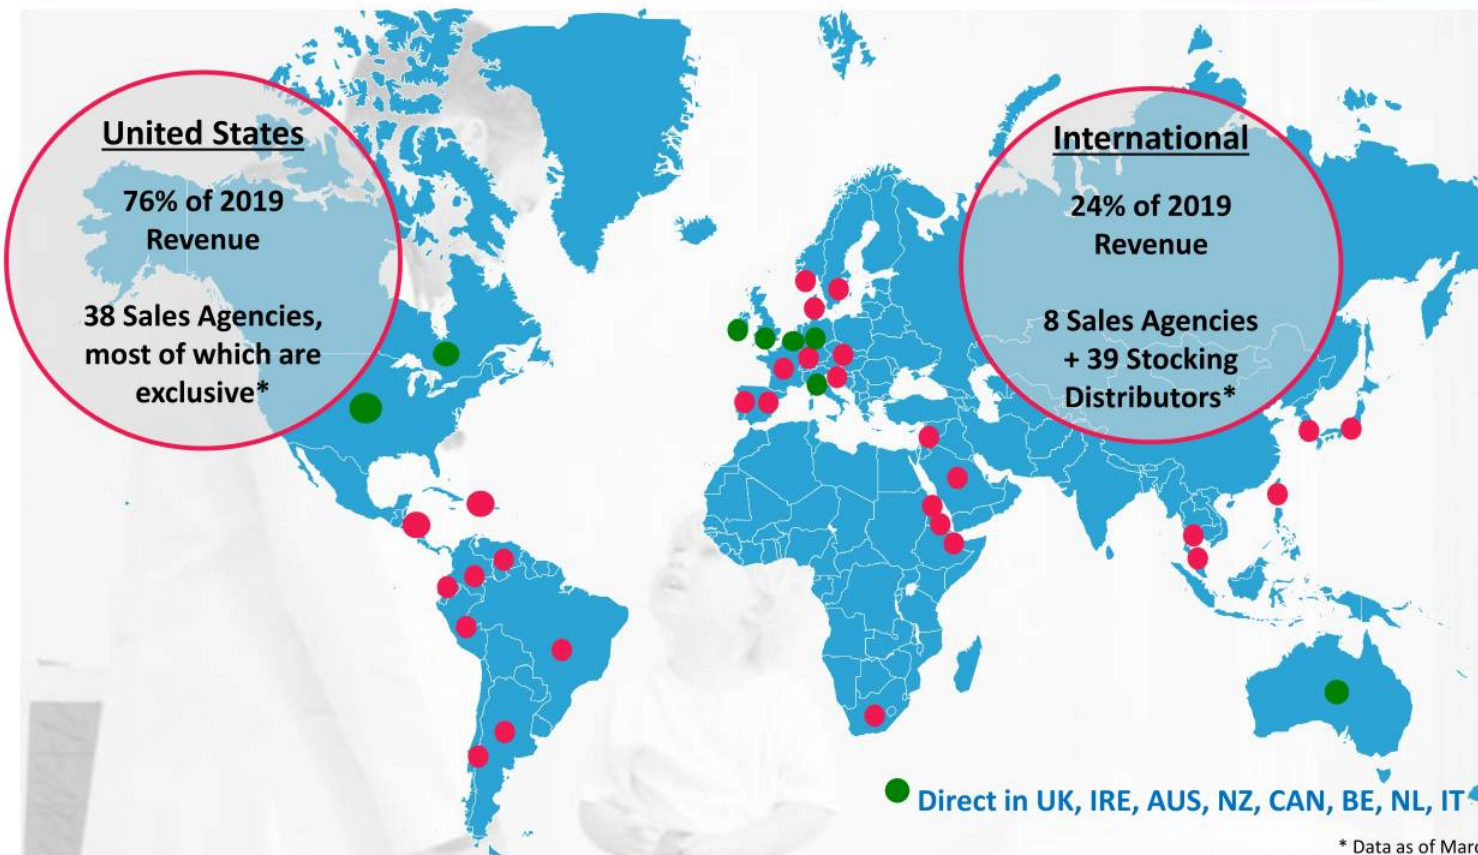 United States
76% of 2019
Revenue
38 Sales Agencies,
most of which are
exclusive*
International
24% of 2019
Revenue
8 Sales Agencies
+ 39 Stocking
Distributors*
Direct in UK, IRE, AUS, NZ, CAN, BE, NL, IT
* Data as of Marc